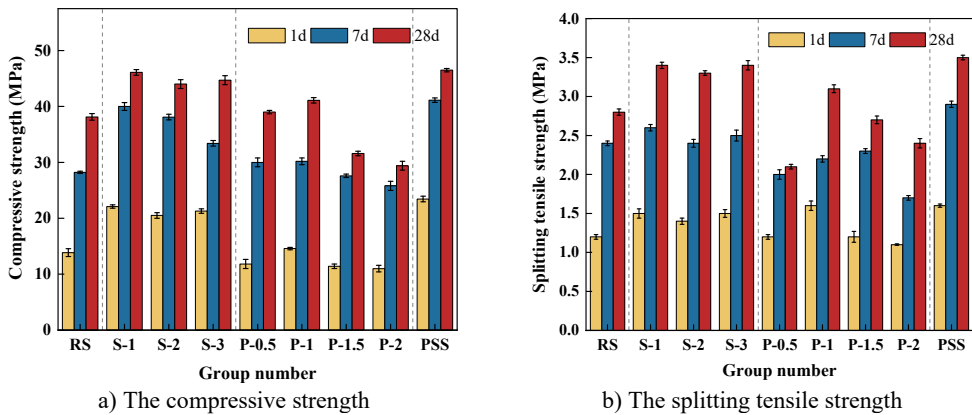 1d 7d 28d
Compressive strength (MPa)
50
40
30
20
10
0
RS S-1 S-2 S-3 P-0.5 P-1 P-1.5 P-2 PSS
Group number
a) The compressive strength
1d 7d 28d
Splitting tensile strength (MPa)
4.0
3.5
3.0
2.5
2.0
1.5
1.0
0.5
0.0
RS S-1 S-2 S-3 P-0.5 P-1 P-1.5 P-2 PSS
Group number
b) The splitting tensile strength